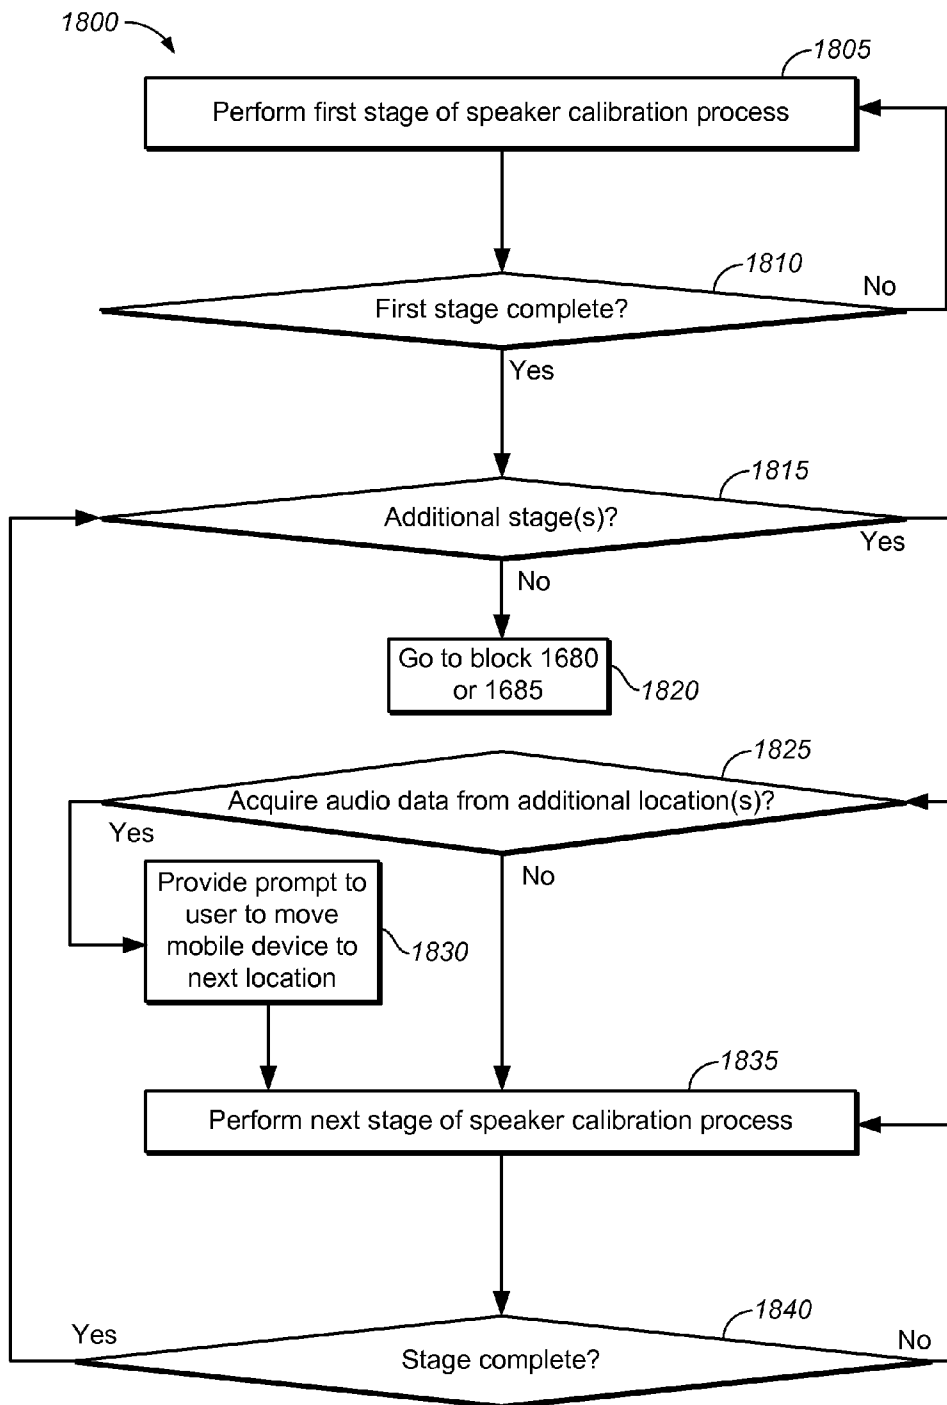 1800
1805
Perform first stage of speaker calibration process
1810
No
First stage complete?
Yes
1815
Additional stage(s)?
Yes
No
Go to block 1680
or 1685
1820
1825
Acquire audio data from additional location(s)?
Yes
No
Provide prompt to
user to move
mobile device to
next location
1830
1835
Perform next stage of speaker calibration process
1840
Yes
No
Stage complete?